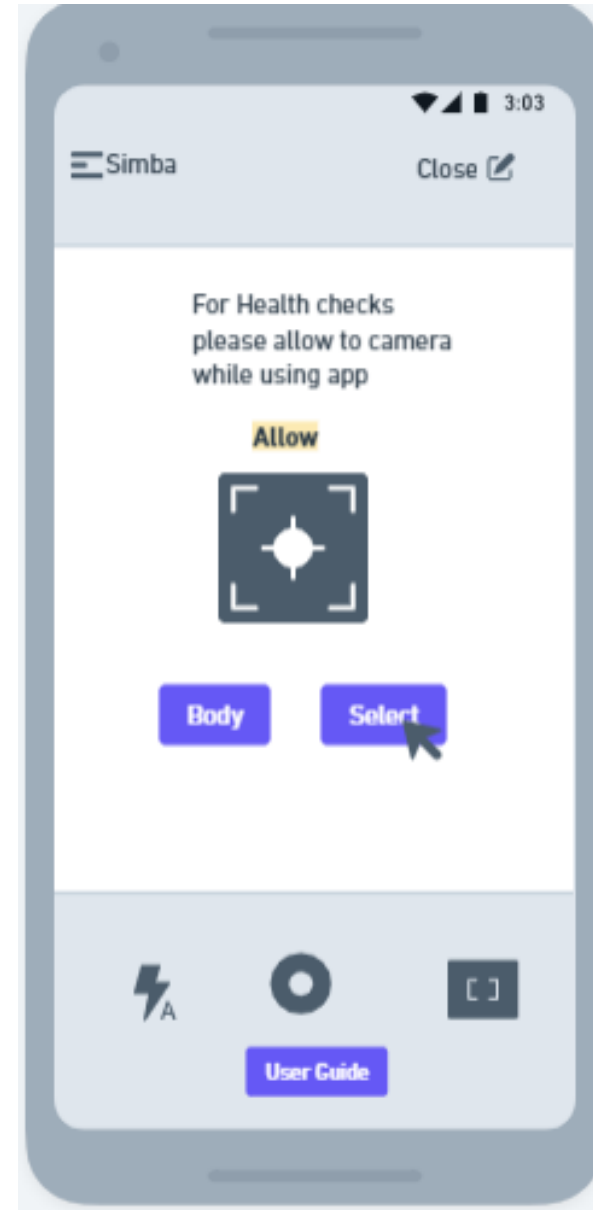 3:03
Simba
Close
For Health checks
please allow to camera
while using app
Allow
Body
Select
A
User Guide